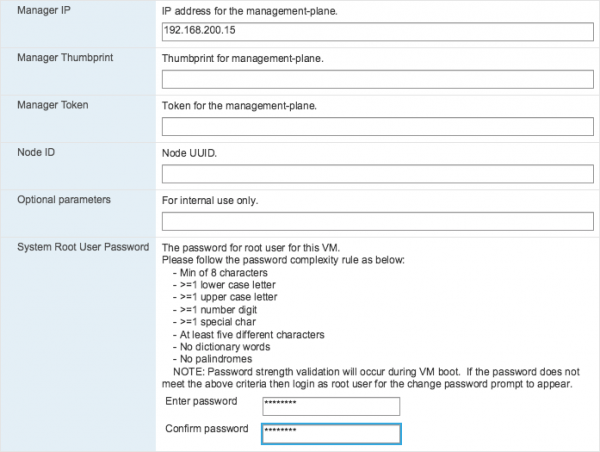 Manager IP
IP address for the management-plane.
192.168.200.15
Manager Thumbprint
Thumbprint for management-plane.
Manager Token
Token for the management-plane.
Node ID
Node UUID.
Optional parameters
For internal use only.
System Root User Password
The password for root user for this VM.
Please follow the password complexity rule as below:
- Min of 8 characters
- >=1 lower case letter
- >=1 upper case letter
- >=1 number digit
- >=1 special char
- At least five different characters
- No dictionary words
- No palindromes
NOTE: Password strength validation will occur during VM boot.  If the password does not
meet the above criteria then login as root user for the change password prompt to appear.
Enter password
********
Confirm password
********